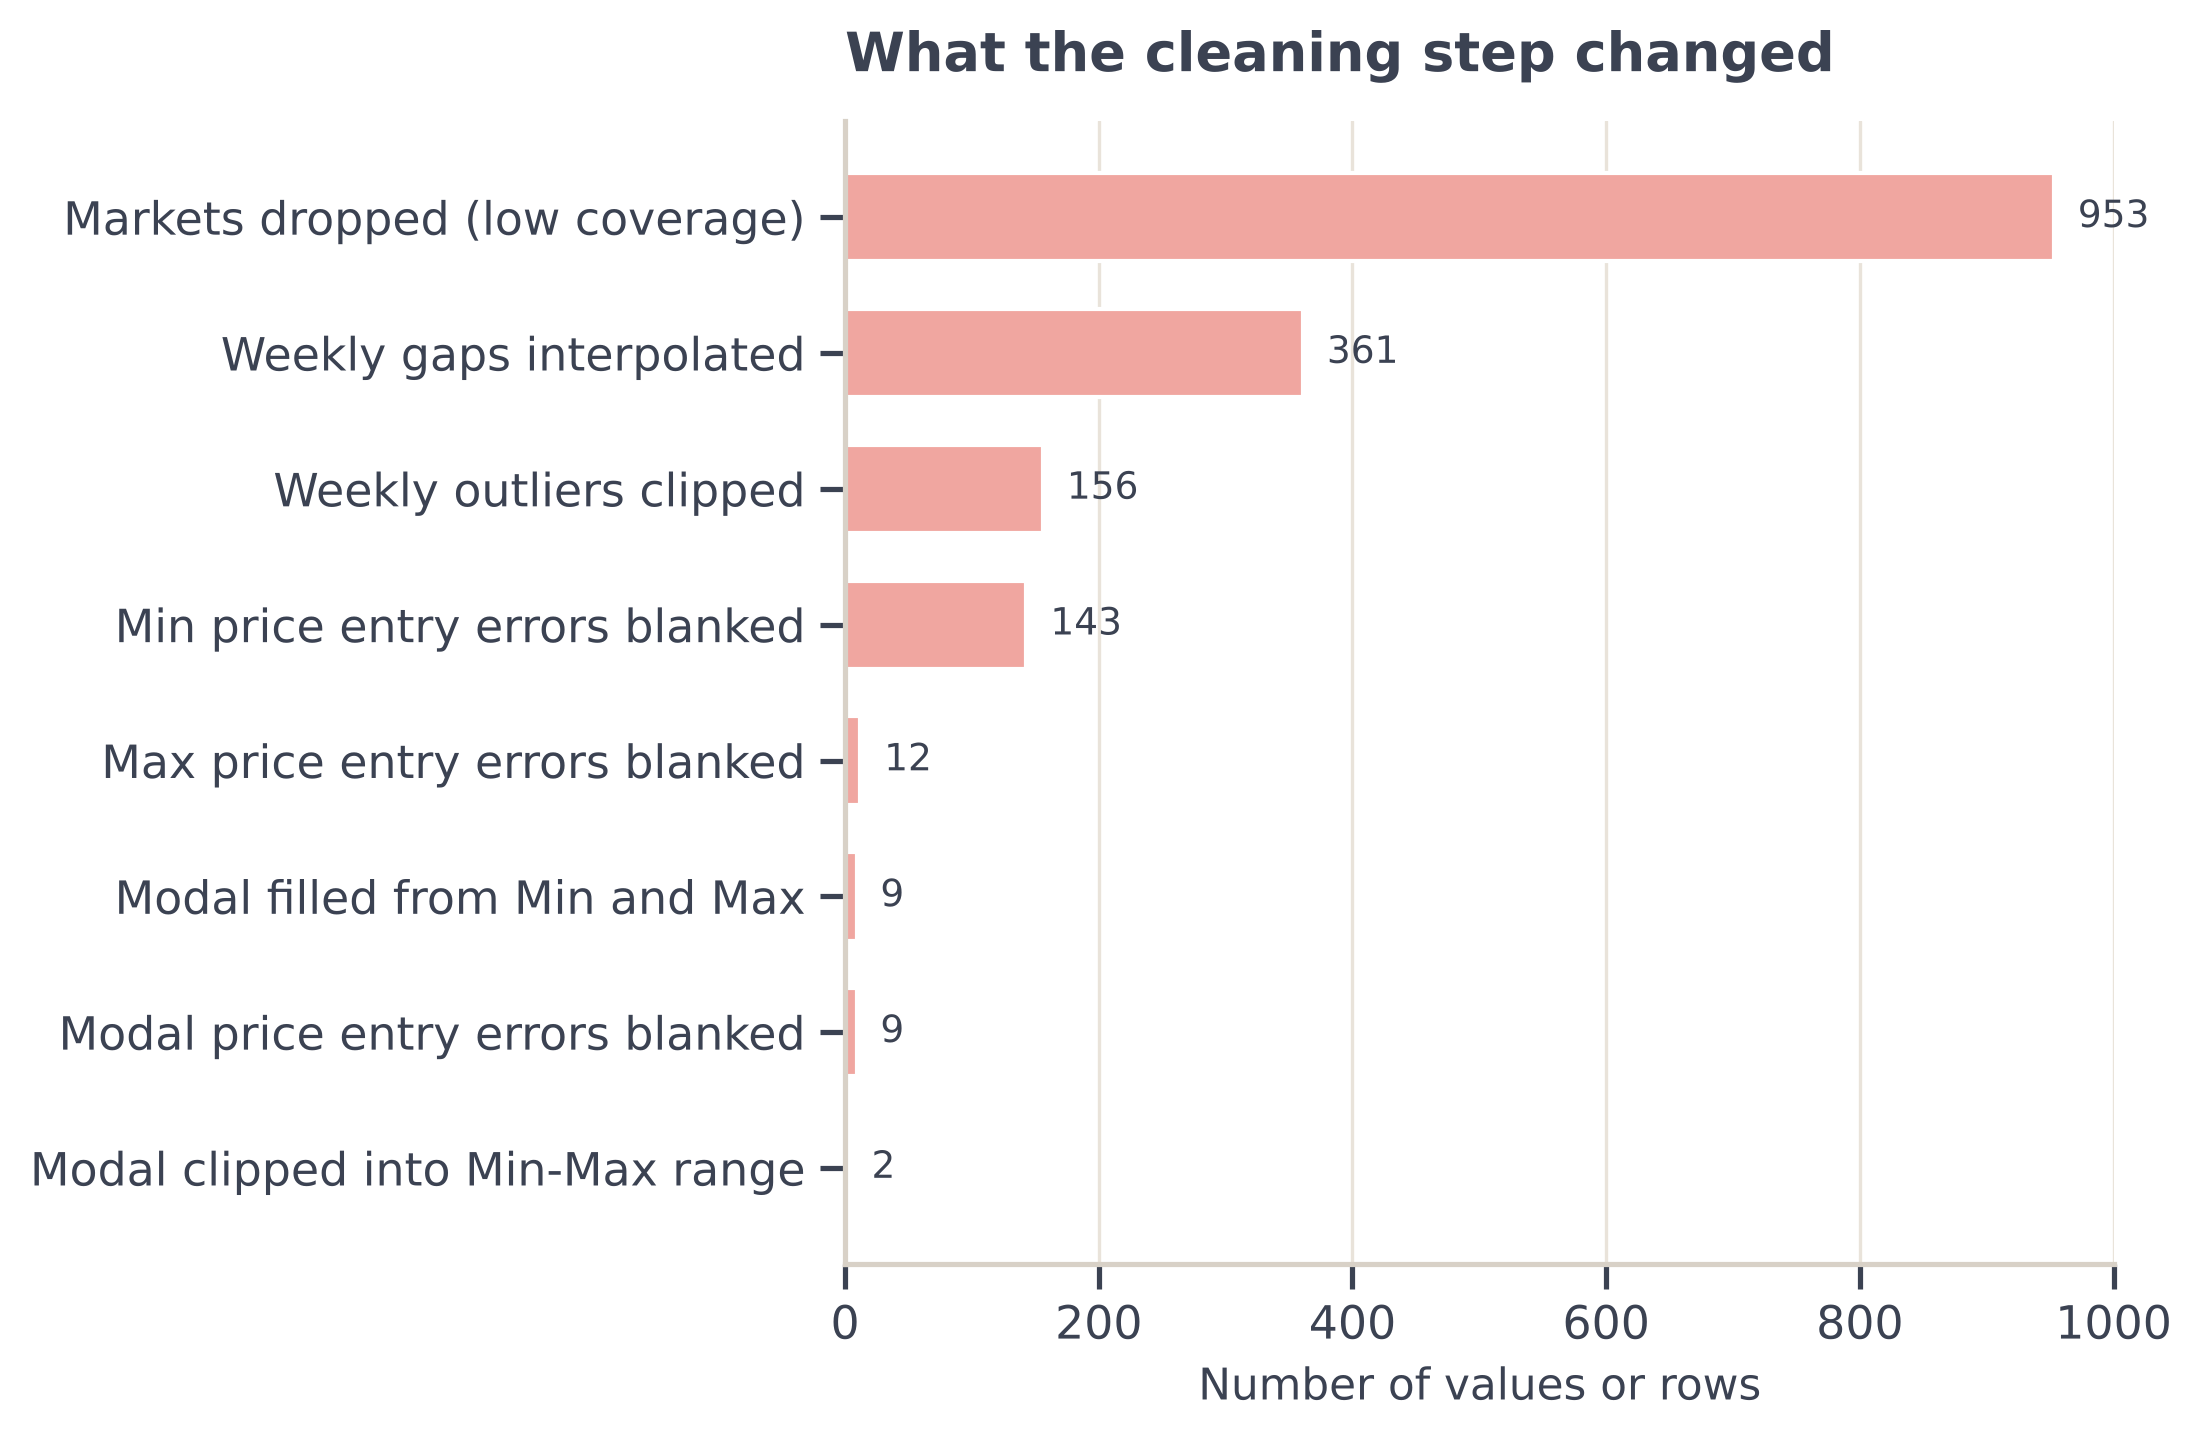 What the cleaning step changed
Markets dropped (low coverage) 953
Weekly gaps interpolated 361
Weekly outliers clipped 156
Min price entry errors blanked 143
Max price entry errors blanked 12
Modal filled from Min and Max 9
Modal price entry errors blanked 9
Modal clipped into Min-Max range 2
0 200 400 600 800 1000
Number of values or rows